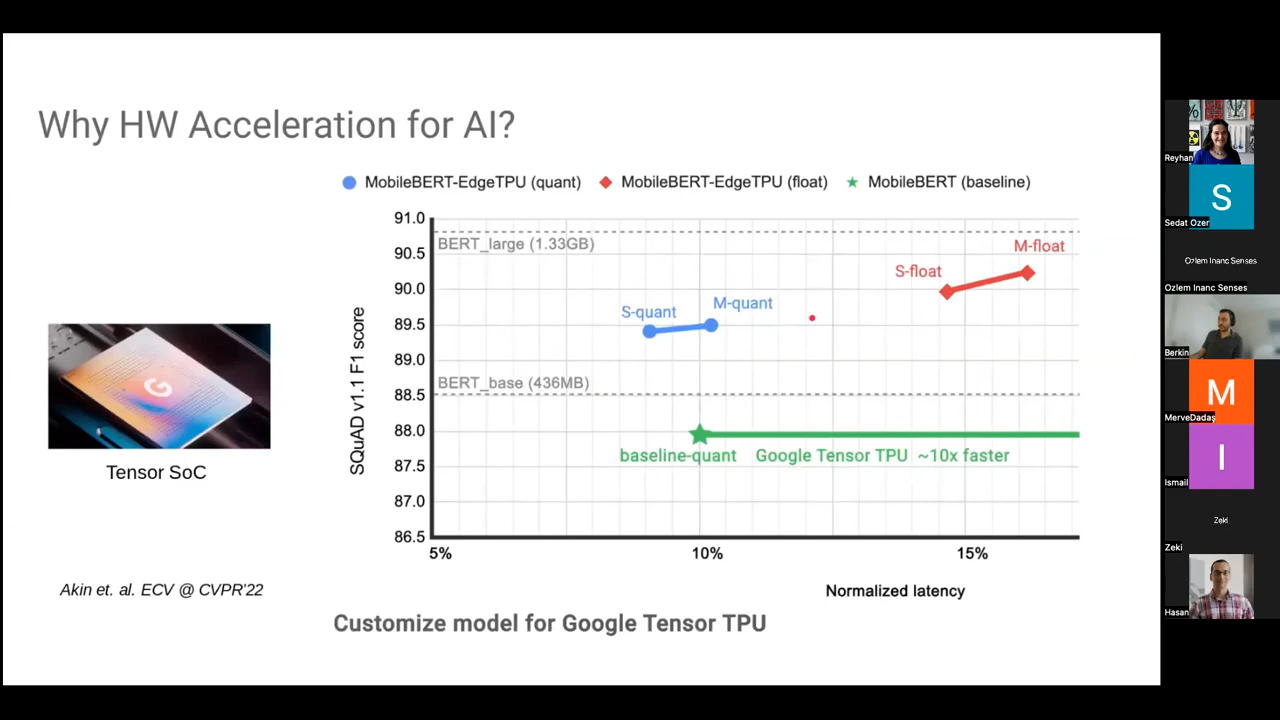 Why HW Acceleration for AI?
MobileBERT-EdgeTPU (quant)
MobileBERT-EdgeTPU (float)
MobileBERT (baseline)
91.0
90.5
90.0
89.5
89.0
88.5
88.0
87.5
87.0
86.5
SQuAD v1.1 F1 score
BERT_large (1.33GB)
M-float
S-float
S-quant
M-quant
BERT_base (436MB)
baseline-quant
Google Tensor TPU ~10x faster
5%
10%
15%
Normalized latency
G
Tensor SoC
Akin et. al. ECV @ CVPR'22
Customize model for Google Tensor TPU
Reyhan
S
Sedat Ozer
Ozlem Inanc Senses
Ozlem Inanc Senses
Berkin
M
MerveDadaş
I
Ismail
Zeki
Zeki
Hasan